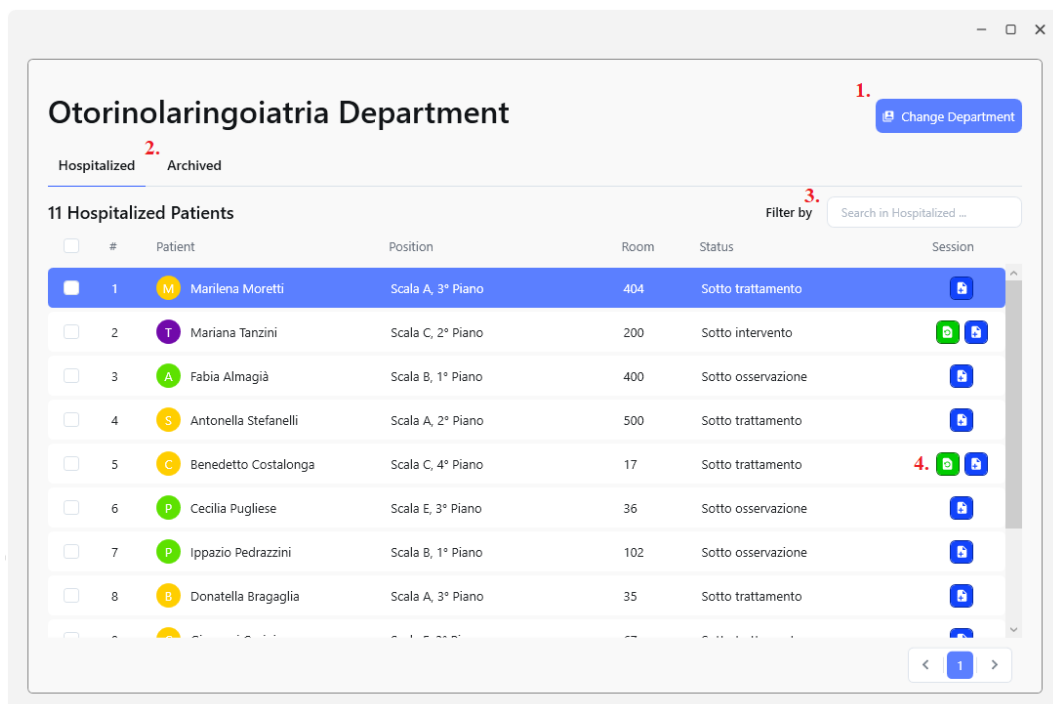 1.
Otorinolaringoiatria Department
Change Department
2.
Hospitalized Archived
3.
11 Hospitalized Patients Filter by Search in Hospitalized ...
# Patient Position Room Status Session
1 M Marilena Moretti Scala A, 3° Piano 404 Sotto trattamento
2 T Mariana Tanzini Scala C, 2° Piano 200 Sotto intervento
3 A Fabia Almagià Scala B, 1° Piano 400 Sotto osservazione
4 S Antonella Stefanelli Scala A, 2° Piano 500 Sotto trattamento
5 C Benedetto Costalonga Scala C, 4° Piano 17 Sotto trattamento 4.
6 P Cecilia Pugliese Scala E, 3° Piano 36 Sotto osservazione
7 P Ippazio Pedrazzini Scala B, 1° Piano 102 Sotto osservazione
8 B Donatella Bragaglia Scala A, 3° Piano 35 Sotto trattamento
1